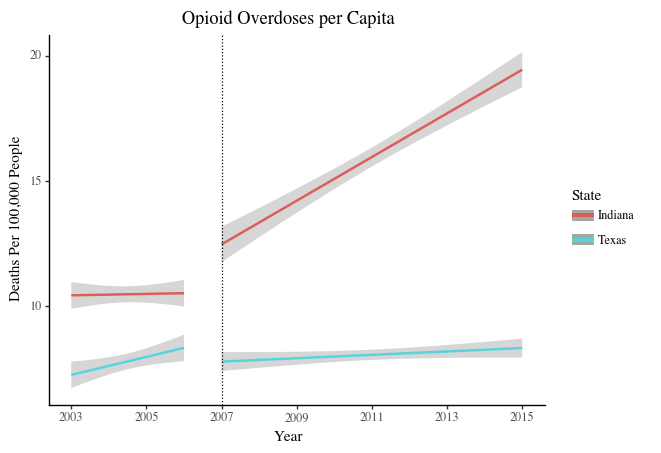 Opioid Overdoses per Capita
20
15
10
Deaths Per 100,000 People
2003 2005 2007 2009 2011 2013 2015
Year
State
Indiana
Texas